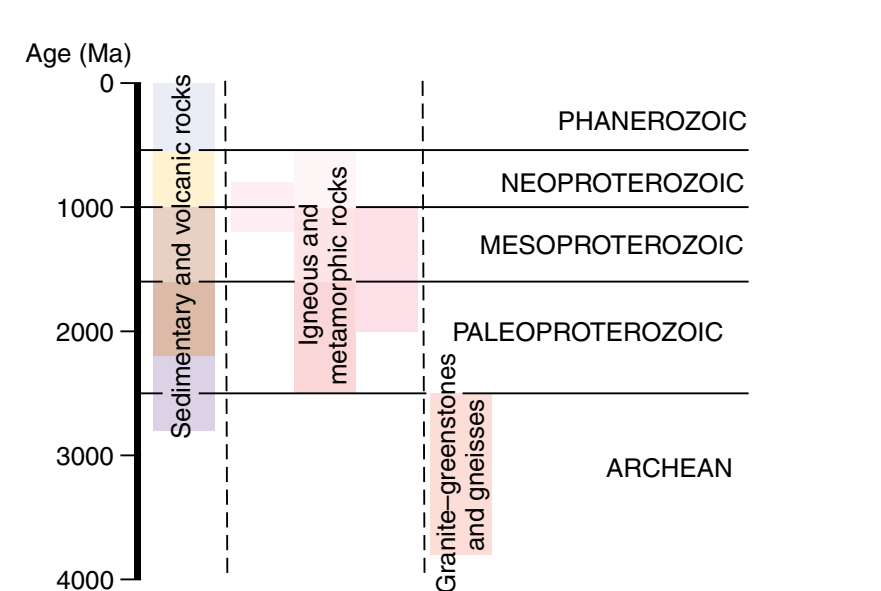 Age (Ma)
0
1000
2000
3000
4000
Sedimentary and volcanic rocks
Igneous and
metamorphic rocks
Granite–greenstones
and gneisses
PHANEROZOIC
NEOPROTEROZOIC
MESOPROTEROZOIC
PALEOPROTEROZOIC
ARCHEAN